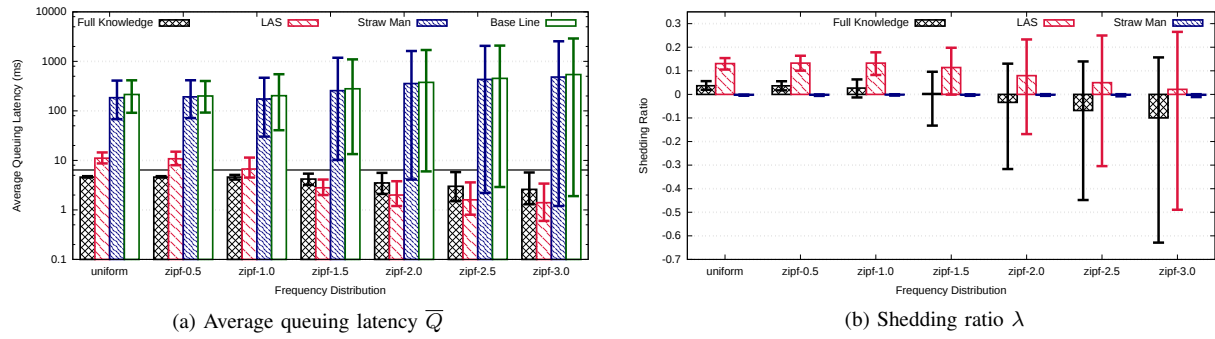 Full Knowledge LAS Straw Man Base Line
Average Queuing Latency (ms)
10000
1000
100
10
1
0.1
uniform zipf-0.5 zipf-1.0 zipf-1.5 zipf-2.0 zipf-2.5 zipf-3.0
Frequency Distribution
(a) Average queuing latency Q̅
Full Knowledge LAS Straw Man
Shedding Ratio
0.3
0.2
0.1
0
-0.1
-0.2
-0.3
-0.4
-0.5
-0.6
-0.7
uniform zipf-0.5 zipf-1.0 zipf-1.5 zipf-2.0 zipf-2.5 zipf-3.0
Frequency Distribution
(b) Shedding ratio λ